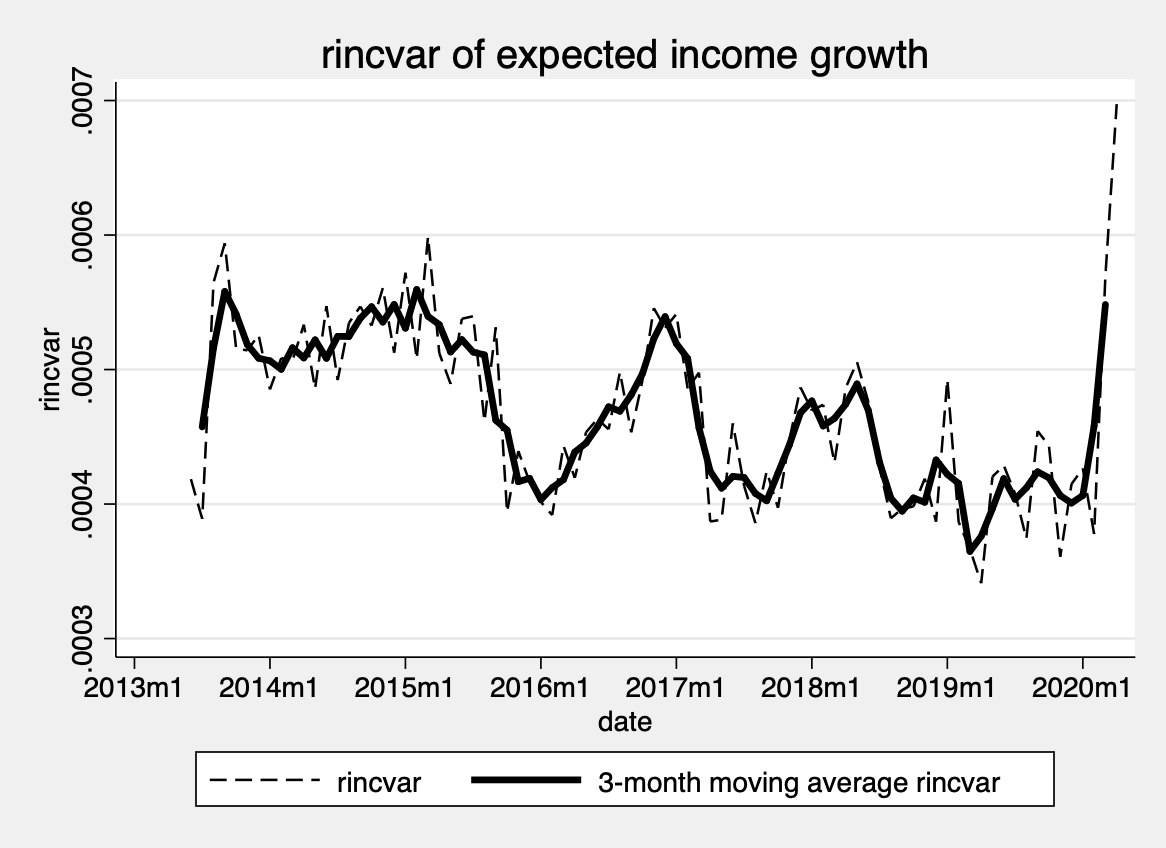 rincvar of expected income growth
rincvar
.0007
.0006
.0005
.0004
.0003
2013m1 2014m1 2015m1 2016m1 2017m1 2018m1 2019m1 2020m1
date
rincvar 3-month moving average rincvar